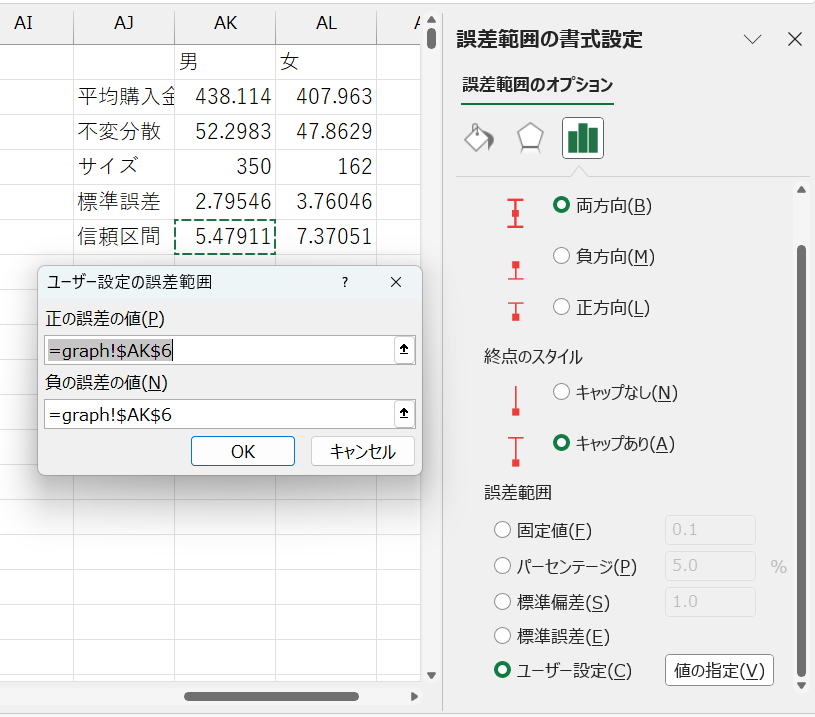 AI AJ AK AL
男 女
平均購入金 438.114 407.963
不変分散 52.2983 47.8629
サイズ 350 162
標準誤差 2.79546 3.76046
信頼区間 5.47911 7.37051
ユーザー設定の誤差範囲 ? ×
正の誤差の値(P)
=graph!$AK$6
負の誤差の値(N)
=graph!$AK$6
OK キャンセル
誤差範囲の書式設定
誤差範囲のオプション
両方向(B)
負方向(M)
正方向(L)
終点のスタイル
キャップなし(N)
キャップあり(A)
誤差範囲
固定値(F) 0.1
パーセンテージ(P) 5.0 %
標準偏差(S) 1.0
標準誤差(E)
ユーザー設定(C) 値の指定(V)